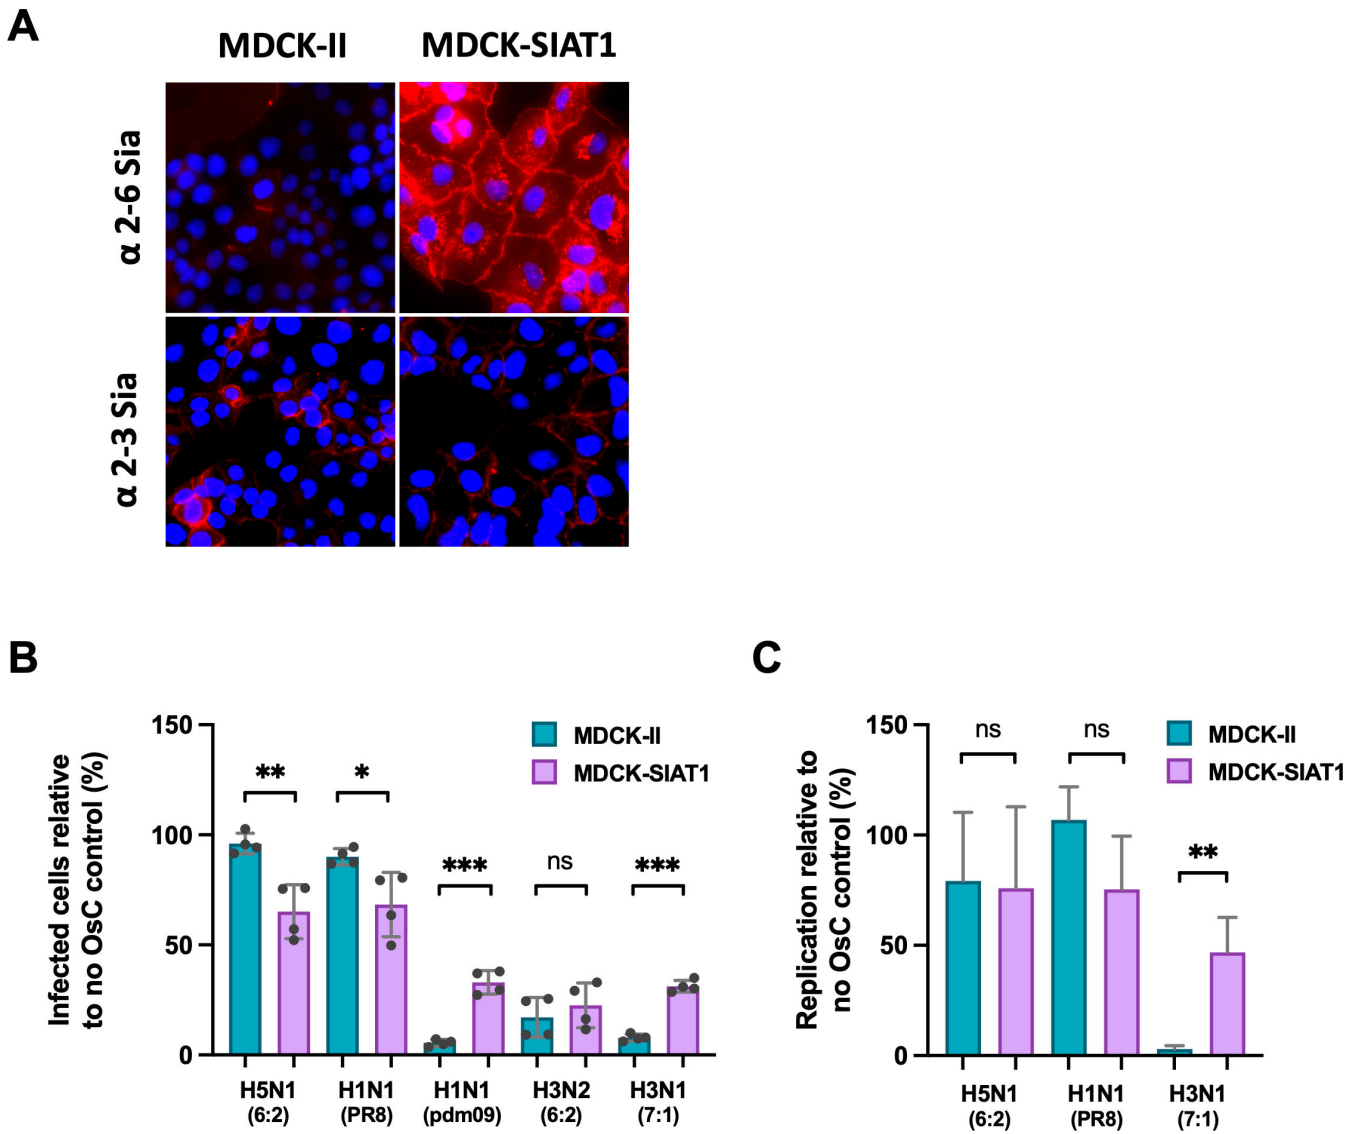 A
MDCK-II
MDCK-SIAT1
α 2-6 Sia
α 2-3 Sia
B
Infected cells relative
to no OsC control (%)
150
100
50
0
MDCK-II
MDCK-SIAT1
**
*
***
ns
***
H5N1
(6:2)
H1N1
(PR8)
H1N1
(pdm09)
H3N2
(6:2)
H3N1
(7:1)
C
Replication relative to
no OsC control (%)
150
100
50
0
MDCK-II
MDCK-SIAT1
ns
ns
**
H5N1
(6:2)
H1N1
(PR8)
H3N1
(7:1)